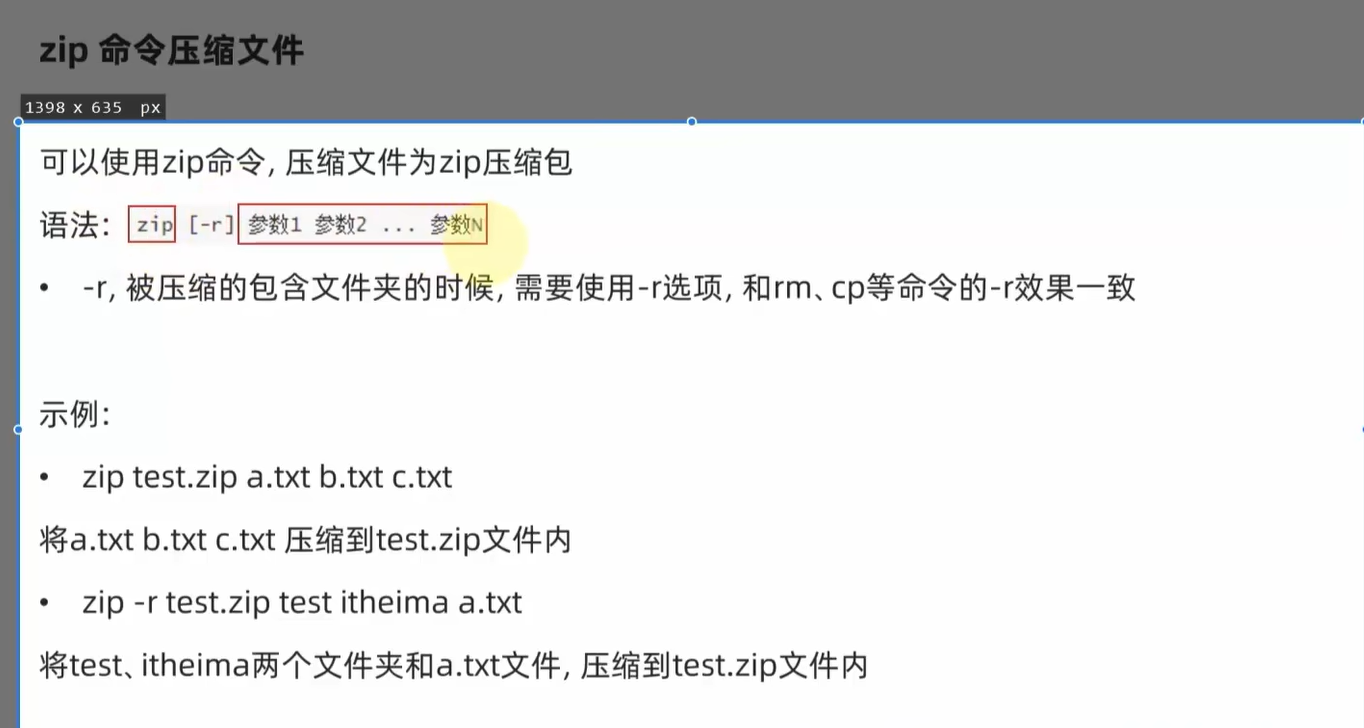 zip 命令压缩文件
1398 x 635 px
可以使用zip命令, 压缩文件为zip压缩包
语法: zip [-r] 参数1 参数2 ... 参数N
• -r, 被压缩的包含文件夹的时候, 需要使用-r选项, 和rm、cp等命令的-r效果一致
示例:
• zip test.zip a.txt b.txt c.txt
将a.txt b.txt c.txt 压缩到test.zip文件内
• zip -r test.zip test itheima a.txt
将test、itheima两个文件夹和a.txt文件, 压缩到test.zip文件内